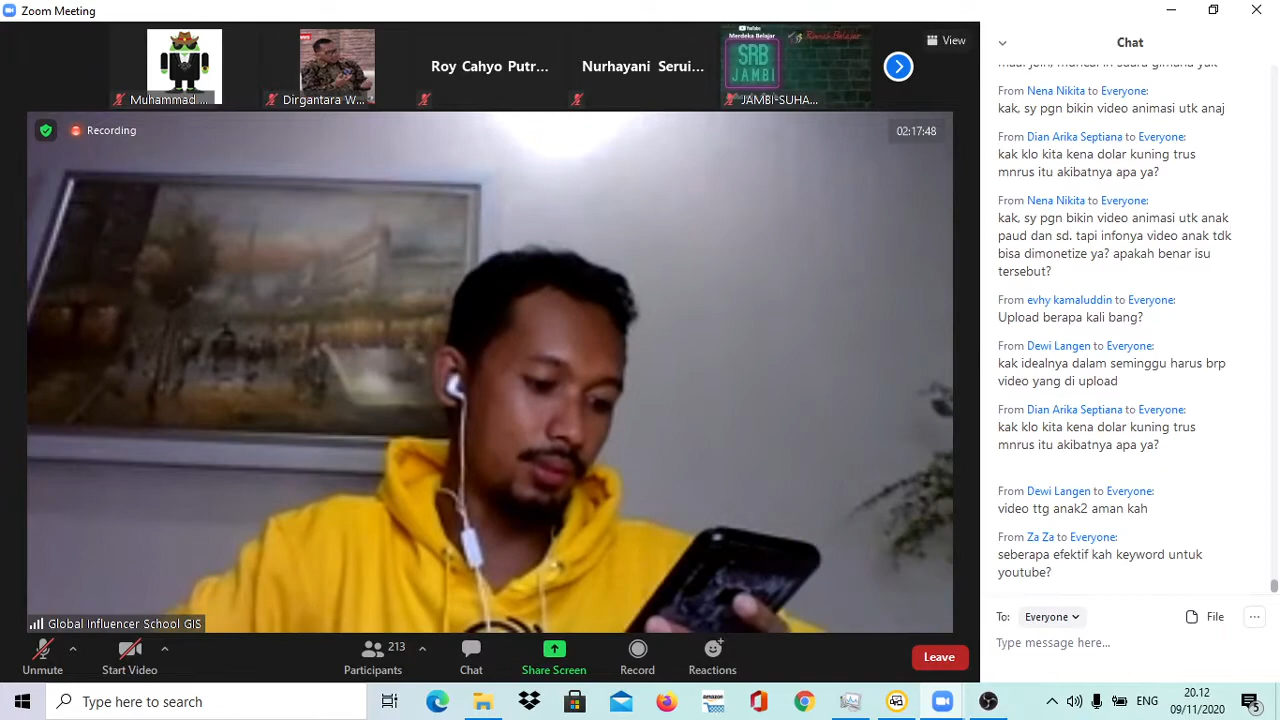 Zoom Meeting
Muhammad ...
Dirgantara W...
Roy Cahyo Putr...
Nurhayani Serui...
YouTube
Merdeka Belajar
RumahBelajar
SRB
JAMBI
JAMBI-SUHA...
View
Recording
02:17:48
Global Influencer School GIS
Chat
From Nena Nikita to Everyone:
kak, sy pgn bikin video animasi utk anaj
From Dian Arika Septiana to Everyone:
kak klo kita kena dolar kuning trus
mnrus itu akibatnya apa ya?
From Nena Nikita to Everyone:
kak, sy pgn bikin video animasi utk anak
paud dan sd. tapi infonya video anak tdk
bisa dimonetize ya? apakah benar isu
tersebut?
From evhy kamaluddin to Everyone:
Upload berapa kali bang?
From Dewi Langen to Everyone:
kak idealnya dalam seminggu harus brp
video yang di upload
From Dian Arika Septiana to Everyone:
kak klo kita kena dolar kuning trus
mnrus itu akibatnya apa ya?
From Dewi Langen to Everyone:
video ttg anak2 aman kah
From Za Za to Everyone:
seberapa efektif kah keyword untuk
youtube?
To: Everyone
File
Type message here...
Unmute
Start Video
213
Participants
Chat
Share Screen
Record
Reactions
Leave
Type here to search
amazon
ENG
20.12
09/11/2020
5